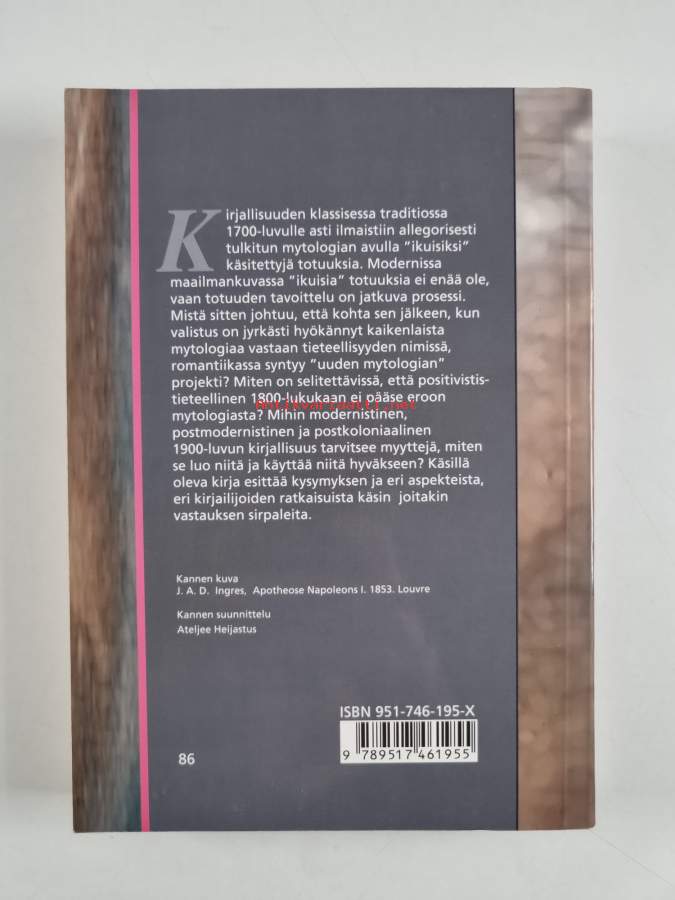 Kirjallisuuden klassisessa traditiossa
1700-luvulle asti ilmaistiin allegorisesti
tulkitun mytologian avulla "ikuisiksi"
käsitettyjä totuuksia. Modernissa
maailmankuvassa "ikuisia" totuuksia ei enää ole,
vaan totuuden tavoittelu on jatkuva prosessi.
Mistä sitten johtuu, että kohta sen jälkeen, kun
valistus on jyrkästi hyökännyt kaikenlaista
mytologiaa vastaan tieteellisyyden nimissä,
romantiikassa syntyy "uuden mytologian"
projekti? Miten on selitettävissä, että positivistis-
tieteellinen 1800-lukukaan ei pääse eroon
antikvariaatti.net
mytologiasta? Mihin modernistinen,
postmodernistinen ja postkoloniaalinen
1900-luvun kirjallisuus tarvitsee myyttejä, miten
se luo niitä ja käyttää niitä hyväkseen? Käsillä
oleva kirja esittää kysymyksen ja eri aspekteista,
eri kirjailijoiden ratkaisuista käsin joitakin
vastauksen sirpaleita.
Kannen kuva
J. A. D. Ingres, Apotheose Napoleons I. 1853. Louvre
Kannen suunnittelu
Ateljee Heijastus
ISBN 951-746-195-X
9 789517 461955
86